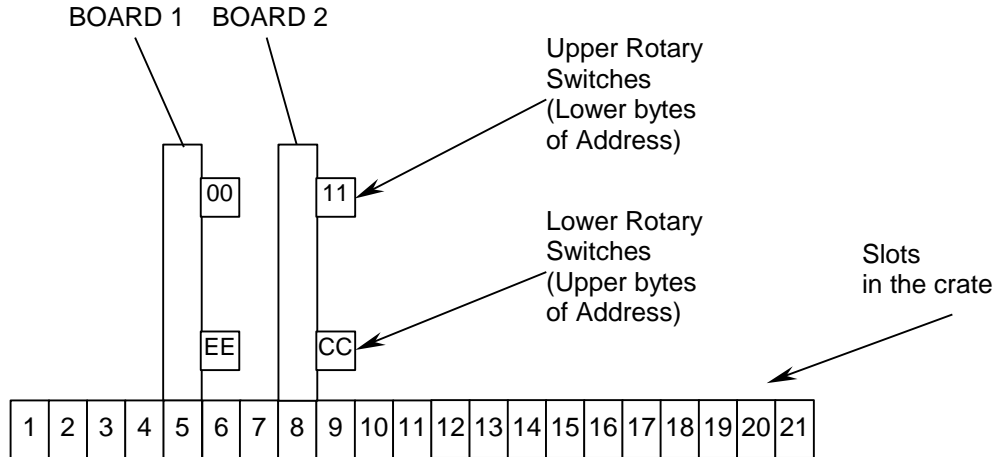 BOARD 1 BOARD 2
Upper Rotary
Switches
(Lower bytes
of Address)
00 11
Lower Rotary
Switches
(Upper bytes
of Address)
Slots
in the crate
EE CC
1 2 3 4 5 6 7 8 9 10 11 12 13 14 15 16 17 18 19 20 21